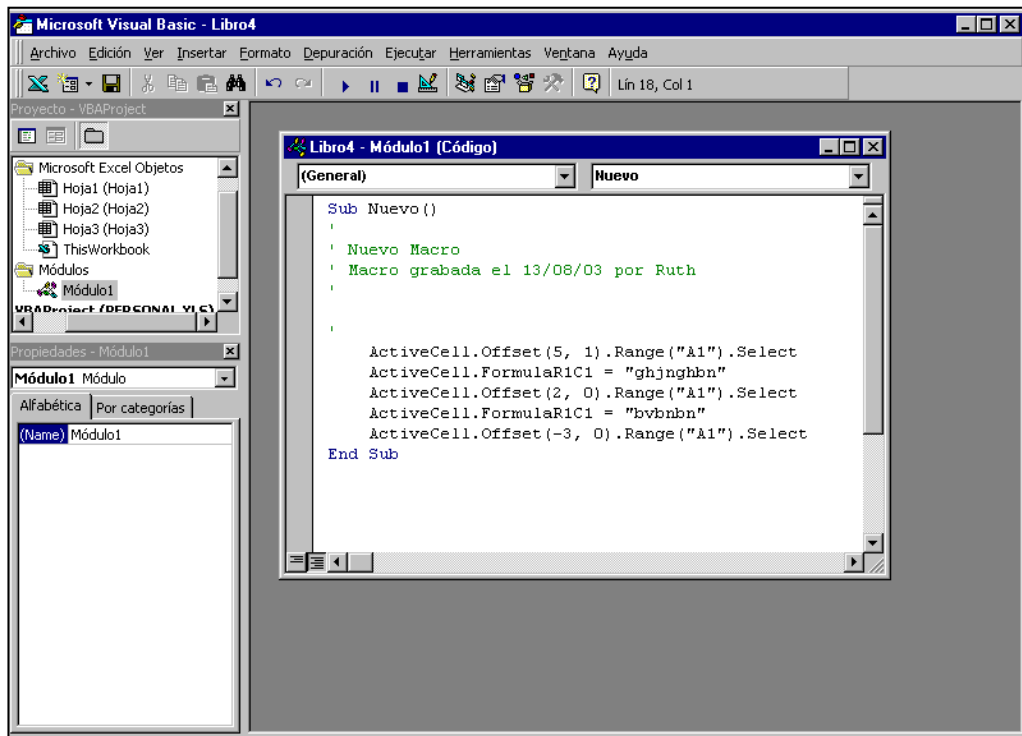 Microsoft Visual Basic - Libro4
Archivo Edición Ver Insertar Formato Depuración Ejecutar Herramientas Ventana Ayuda
Lín 18, Col 1
Proyecto - VBAProject
Microsoft Excel Objetos
Hoja1 (Hoja1)
Hoja2 (Hoja2)
Hoja3 (Hoja3)
ThisWorkbook
Módulos
Módulo1
VBAProject (PERSONAL.XLS)
Propiedades - Módulo1
Módulo1 Módulo
Alfabética Por categorías
(Name) Módulo1
Libro4 - Módulo1 (Código)
(General) Nuevo
Sub Nuevo()
'
' Nuevo Macro
' Macro grabada el 13/08/03 por Ruth
'
'
ActiveCell.Offset(5, 1).Range("A1").Select
ActiveCell.FormulaR1C1 = "ghjnghbn"
ActiveCell.Offset(2, 0).Range("A1").Select
ActiveCell.FormulaR1C1 = "bvbnbn"
ActiveCell.Offset(-3, 0).Range("A1").Select
End Sub